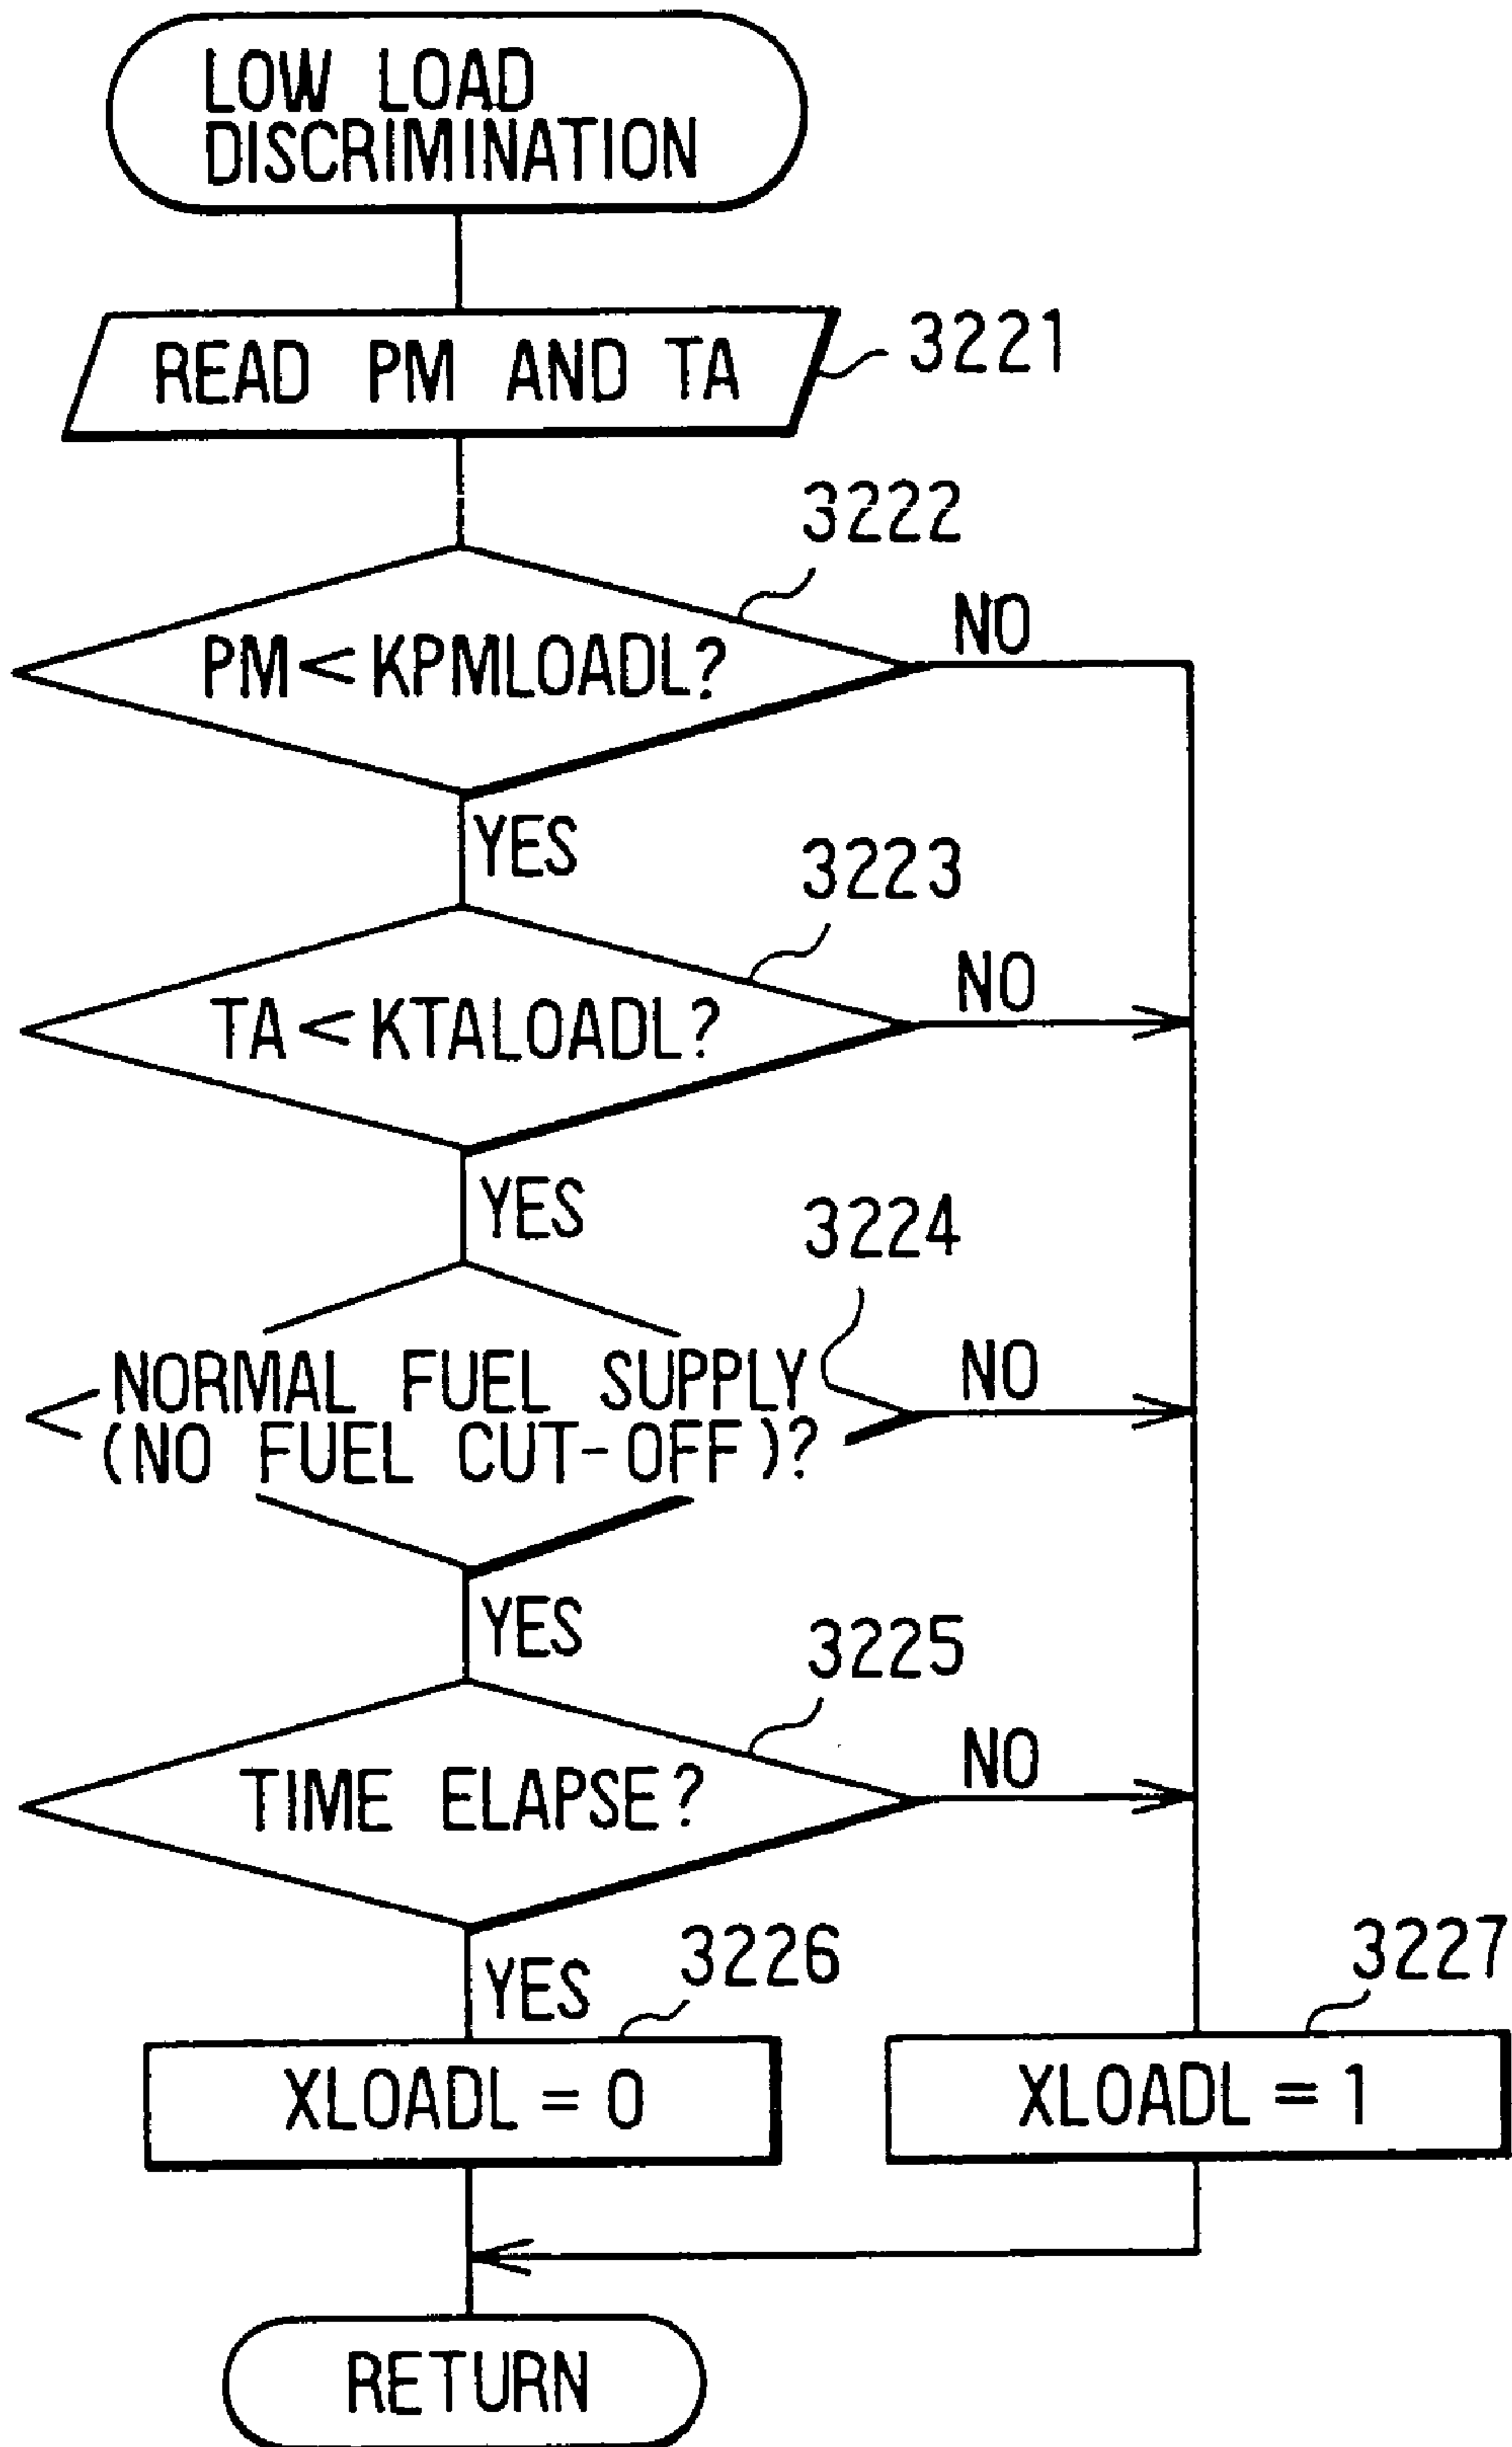 LOW LOAD
DISCRIMINATION
READ PM AND TA
3221
3222
PM < KPMLOADL?
NO
YES
3223
TA < KTALOADL?
NO
YES
3224
NORMAL FUEL SUPPLY
(NO FUEL CUT-OFF)?
NO
YES
3225
TIME ELAPSE?
NO
YES
3226
XLOADL = 0
3227
XLOADL = 1
RETURN